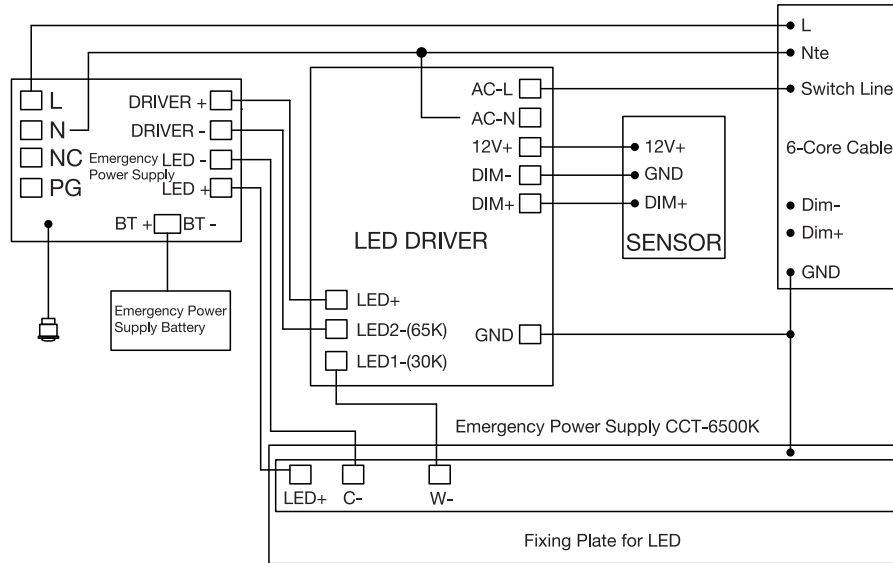 L
Nte
Switch Line
6-Core Cable
Dim-
Dim+
GND
L
N
NC
PG
DRIVER +
DRIVER -
LED -
LED +
Emergency
Power Supply
BT +
BT -
Emergency Power
Supply Battery
AC-L
AC-N
12V+
DIM-
DIM+
LED DRIVER
LED+
LED2-(65K)
LED1-(30K)
GND
12V+
GND
DIM+
SENSOR
Emergency Power Supply CCT-6500K
LED+
C-
W-
Fixing Plate for LED